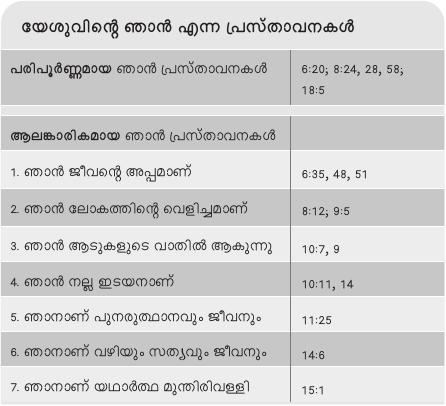 യേശുവിന്റെ ഞാൻ എന്ന പ്രസ്താവനകൾ
പരിപൂർണ്ണമായ ഞാൻ പ്രസ്താവനകൾ 6:20; 8:24, 28, 58;
18:5
ആലങ്കാരികമായ ഞാൻ പ്രസ്താവനകൾ
1. ഞാൻ ജീവന്റെ അപ്പമാണ് 6:35, 48, 51
2. ഞാൻ ലോകത്തിന്റെ വെളിച്ചമാണ് 8:12; 9:5
3. ഞാൻ ആടുകളുടെ വാതിൽ ആകുന്നു 10:7, 9
4. ഞാൻ നല്ല ഇടയനാണ് 10:11, 14
5. ഞാനാണ് പുനരുത്ഥാനവും ജീവനും 11:25
6. ഞാനാണ് വഴിയും സത്യവും ജീവനും 14:6
7. ഞാനാണ് യഥാർത്ഥ മുന്തിരിവള്ളി 15:1